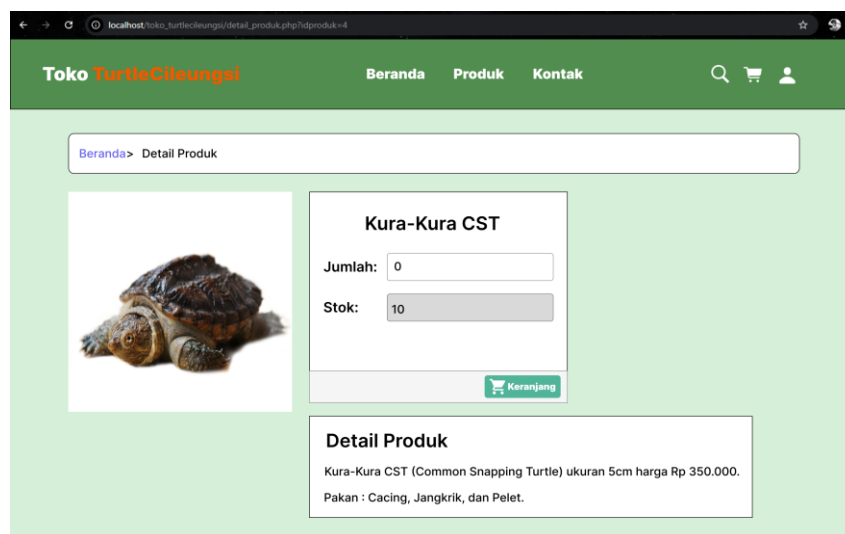 localhost/toko_turtlecileungsi/detail_produk.php?idproduk=4
Toko TurtleCileungsi
Beranda Produk Kontak
Beranda> Detail Produk
Kura-Kura CST
Jumlah: 0
Stok: 10
Keranjang
Detail Produk
Kura-Kura CST (Common Snapping Turtle) ukuran 5cm harga Rp 350.000.
Pakan : Cacing, Jangkrik, dan Pelet.